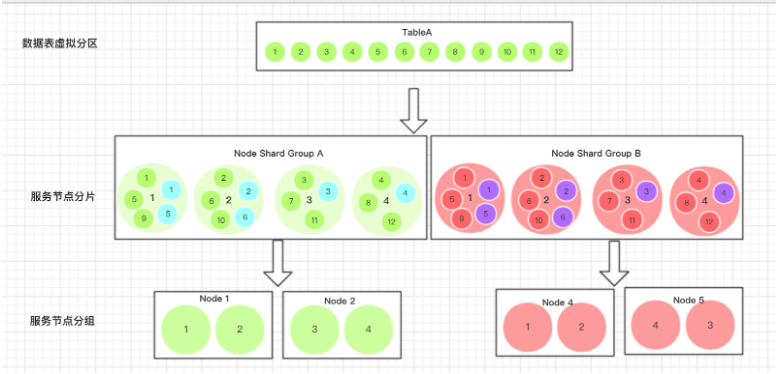 TableA
数据表虚拟分区
1 2 3 4 5 6 7 8 9 10 11 12
Node Shard Group A
Node Shard Group B
服务节点分片
1 5 9 1 1 5
2 6 10 2 2 6
3 7 11 3 3
4 8 12 4 4
1 5 9 1 1 5
2 6 10 2 2 6
3 7 11 3 3
4 8 12 4 4
服务节点分组
Node 1
1 2
Node 2
3 4
Node 4
1 2
Node 5
4 3